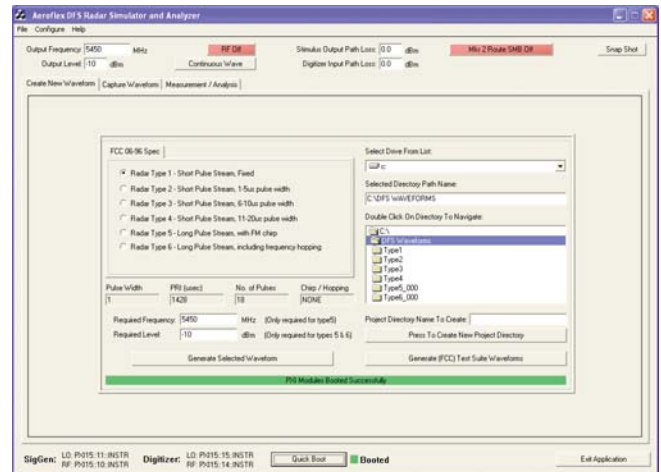 Aeroflex DFS Radar Simulator and Analyzer
File Configure Help
Output Frequency: 5450 MHz RF Off Stimulus Output Path Loss: 0.0 dBm Mkr 2 Route SMB Off Snap Shot
Output Level: -10 dBm Continuous Wave Digitizer Input Path Loss: 0.0 dBm
Create New Waveform Capture Waveform Measurement / Analysis
FCC 06-96 Spec
Radar Type 1 - Short Pulse Stream, Fixed
Radar Type 2 - Short Pulse Stream, 1-5us pulse width
Radar Type 3 - Short Pulse Stream, 6-10us pulse width
Radar Type 4 - Short Pulse Stream, 11-20us pulse width
Radar Type 5 - Long Pulse Stream, with FM chirp
Radar Type 6 - Long Pulse Stream, including frequency hopping
Pulse Width PRI (usec) No. of Pulses Chirp / Hopping
1 1428 18 NONE
Required Frequency: 5450 MHz (Only required for type5)
Required Level: -10 dBm (Only required for types 5 & 6)
Generate Selected Waveform
Select Drive From List:
c:
Selected Directory Path Name:
C:\DFS WAVEFORMS
Double Click On Directory To Navigate:
C:\
DFS Waveforms
Type1
Type2
Type3
Type4
Type5_000
Type6_000
Project Directory Name To Create:
Press To Create New Project Directory
Generate (FCC) Test Suite Waveforms
PXI Modules Booted Successfully
SigGen: LO: PXI15::11::INSTR Digitizer: LO: PXI15::15::INSTR Quick Boot Booted Exit Application
RF: PXI15::10::INSTR RF: PXI15::14::INSTR